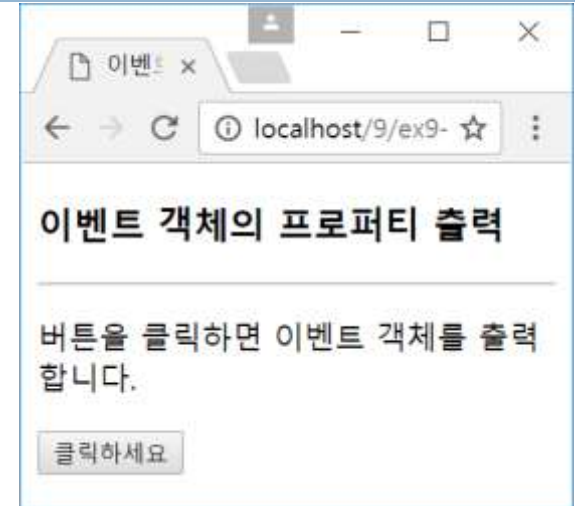 이벤트
localhost/9/ex9-
이벤트 객체의 프로퍼티 출력
버튼을 클릭하면 이벤트 객체를 출력
합니다.
클릭하세요